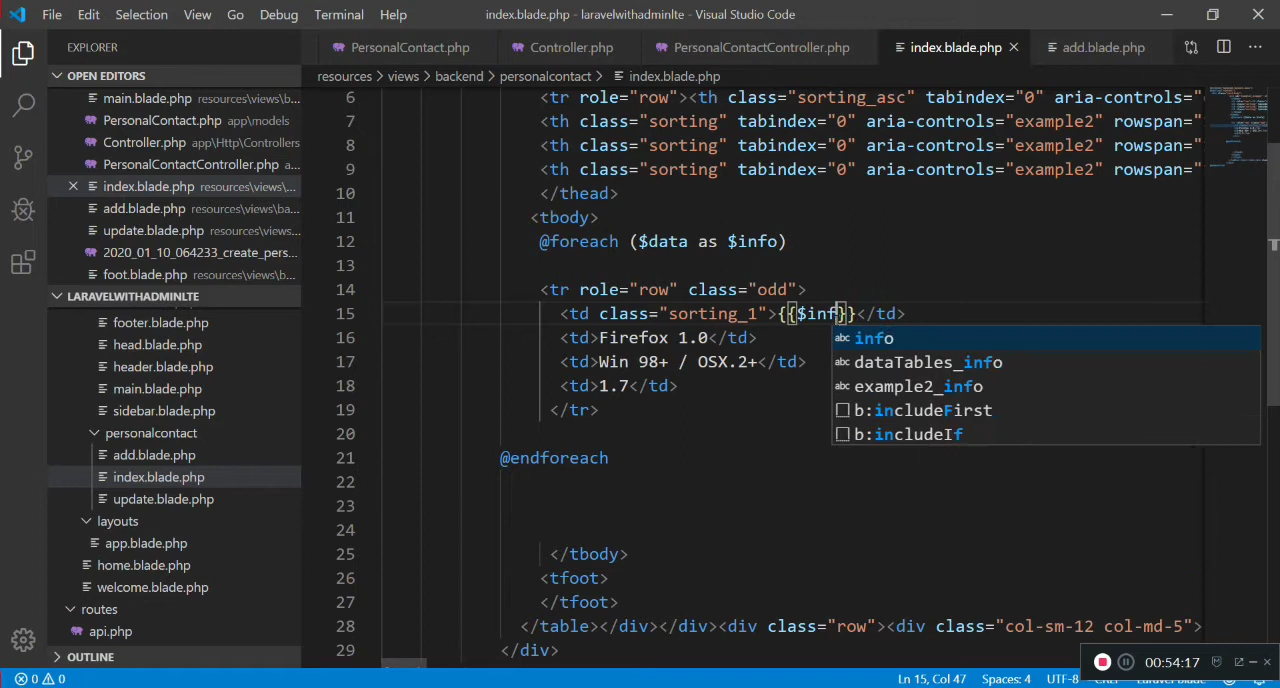 File Edit Selection View Go Debug Terminal Help index.blade.php - laravelwithadminlte - Visual Studio Code
EXPLORER
PersonalContact.php Controller.php PersonalContactController.php index.blade.php add.blade.php
OPEN EDITORS
main.blade.php resources\views\b...
PersonalContact.php app\models
Controller.php app\Http\Controllers
PersonalContactController.php a...
index.blade.php resources\views\...
add.blade.php resources\views\ba...
update.blade.php resources\views\...
2020_01_10_064233_create_pers...
foot.blade.php resources\views\b...
LARAVELWITHADMINLTE
footer.blade.php
head.blade.php
header.blade.php
main.blade.php
sidebar.blade.php
personalcontact
add.blade.php
index.blade.php
update.blade.php
layouts
app.blade.php
home.blade.php
welcome.blade.php
routes
api.php
OUTLINE
resources > views > backend > personalcontact > index.blade.php
6 <tr role="row"><th class="sorting_asc" tabindex="0" aria-controls="
7 <th class="sorting" tabindex="0" aria-controls="example2" rowspan="
8 <th class="sorting" tabindex="0" aria-controls="example2" rowspan="
9 <th class="sorting" tabindex="0" aria-controls="example2" rowspan="
10 </thead>
11 <tbody>
12 @foreach ($data as $info)
13
14 <tr role="row" class="odd">
15 <td class="sorting_1">{{$inf}}</td>
16 <td>Firefox 1.0</td>
17 <td>Win 98+ / OSX.2+</td>
18 <td>1.7</td>
19 </tr>
20
21 @endforeach
22
23
24
25 </tbody>
26 <tfoot>
27 </tfoot>
28 </table></div></div><div class="row"><div class="col-sm-12 col-md-5">
29 </div>
abc info
abc dataTables_info
abc example2_info
b:includeFirst
b:includeIf
00:54:17
0 0 Ln 15, Col 47 Spaces: 4 UTF-8